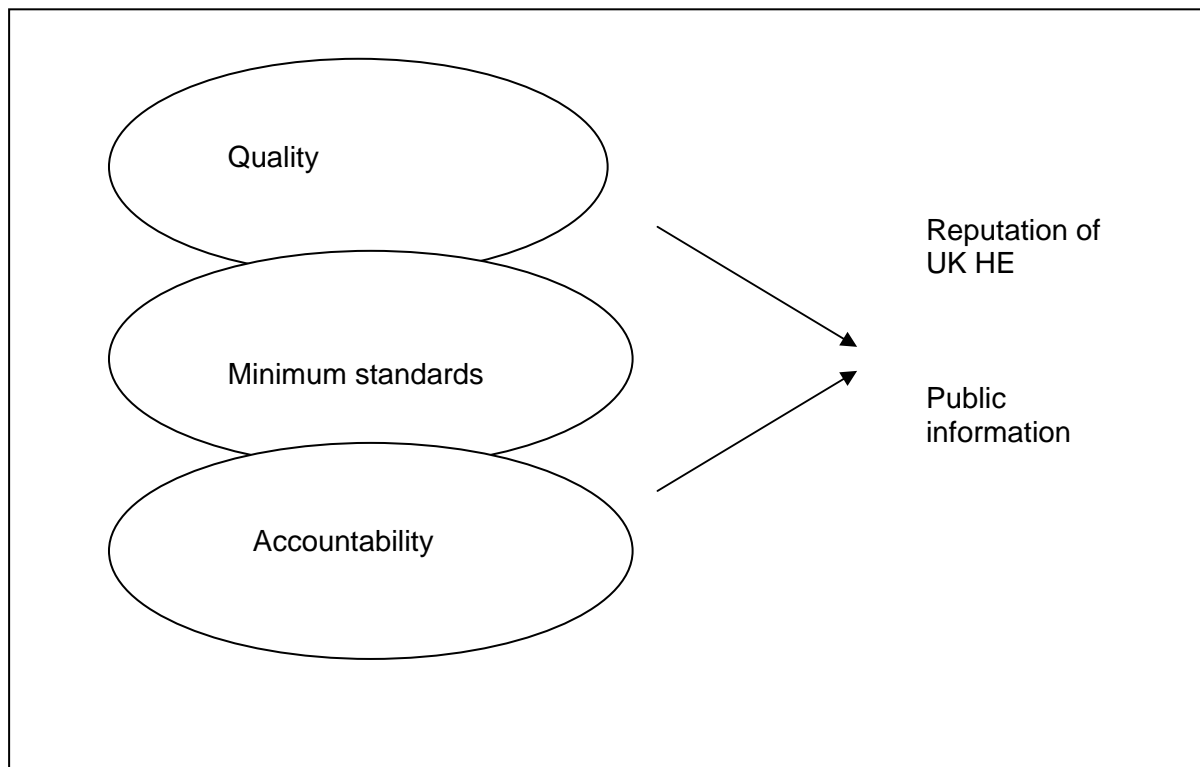 Quality
Minimum standards
Accountability
Reputation of
UK HE
Public
information